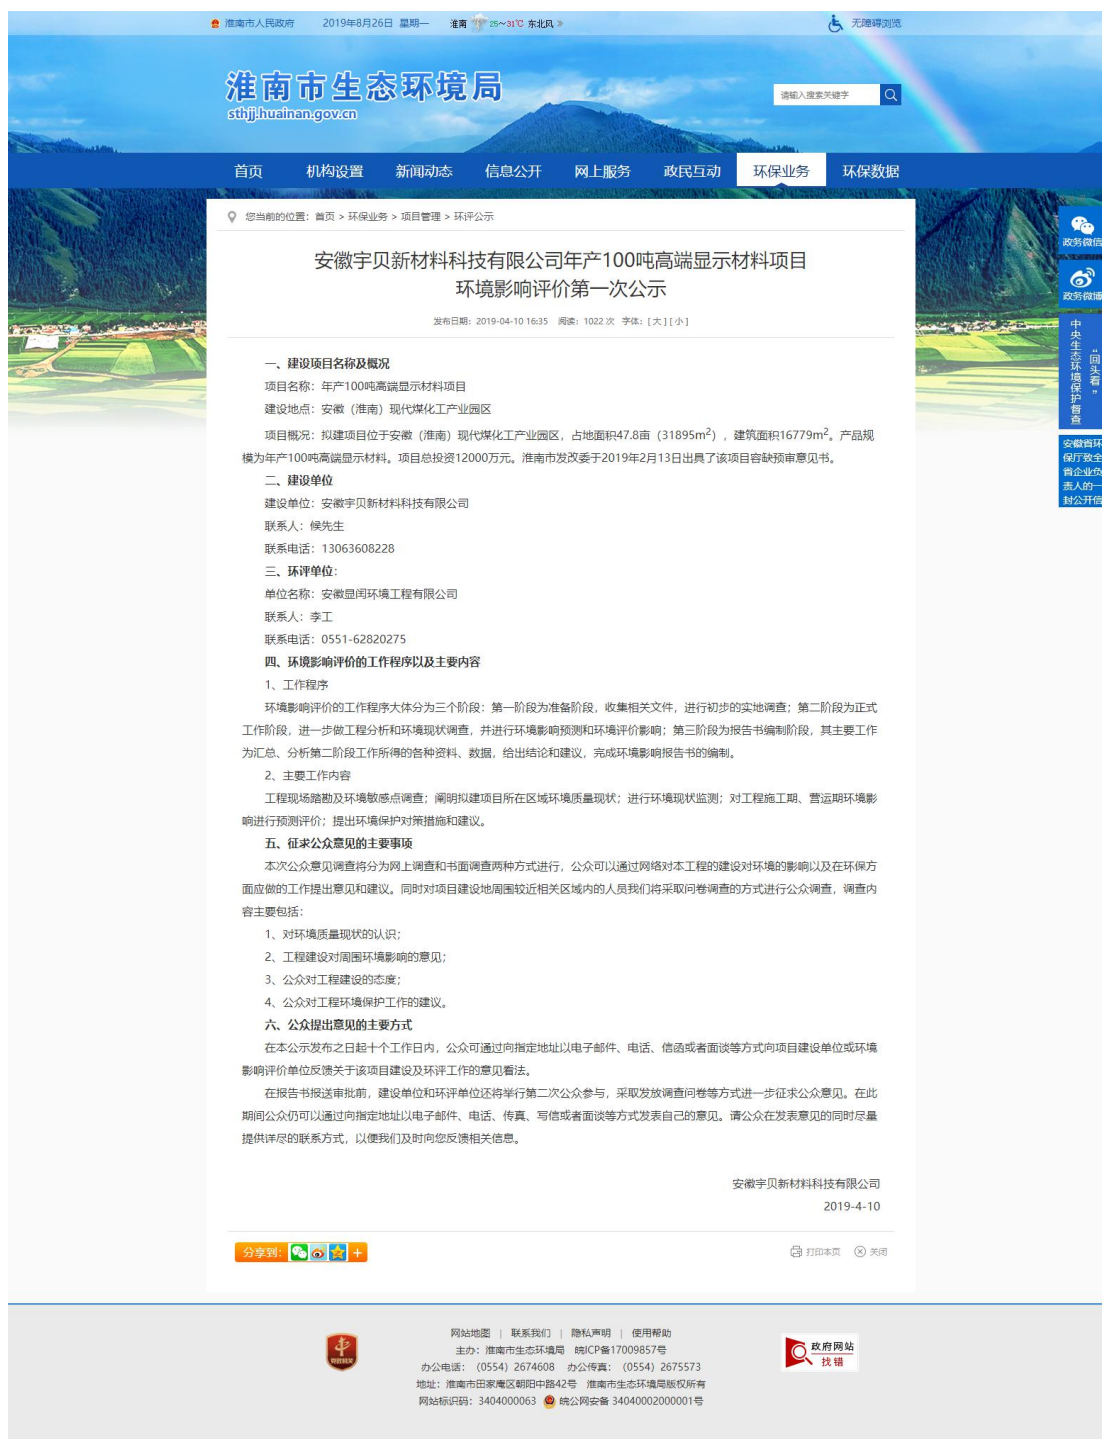 淮南市人民政府 2019年8月26日 星期一 淮南 25~31℃ 东北风 》 无障碍浏览
淮南市生态环境局
sthjj.huainan.gov.cn
请输入搜索关键字
首页 机构设置 新闻动态 信息公开 网上服务 政民互动 环保业务 环保数据
您当前的位置：首页 > 环保业务 > 项目管理 > 环评公示
安徽宇贝新材料科技有限公司年产100吨高端显示材料项目
环境影响评价第一次公示
发布日期：2019-04-10 16:35 阅读：1022 次 字体：[ 大 ] [ 小 ]
一、建设项目名称及概况
项目名称：年产100吨高端显示材料项目
建设地点：安徽（淮南）现代煤化工产业园区
项目概况：拟建项目位于安徽（淮南）现代煤化工产业园区，占地面积47.8亩（31895m²），建筑面积16779m²。产品规
模为年产100吨高端显示材料。项目总投资12000万元。淮南市发改委于2019年2月13日出具了该项目容缺预审意见书。
二、建设单位
建设单位：安徽宇贝新材料科技有限公司
联系人：候先生
联系电话：13063608228
三、环评单位：
单位名称：安徽显闰环境工程有限公司
联系人：李工
联系电话：0551-62820275
四、环境影响评价的工作程序以及主要内容
1、工作程序
环境影响评价的工作程序大体分为三个阶段：第一阶段为准备阶段，收集相关文件，进行初步的实地调查；第二阶段为正式
工作阶段，进一步做工程分析和环境现状调查，并进行环境影响预测和环境评价影响；第三阶段为报告书编制阶段，其主要工作
为汇总、分析第二阶段工作所得的各种资料、数据，给出结论和建议，完成环境影响报告书的编制。
2、主要工作内容
工程现场踏勘及环境敏感点调查；阐明拟建项目所在区域环境质量现状；进行环境现状监测；对工程施工期、营运期环境影
响进行预测评价；提出环境保护对策措施和建议。
五、征求公众意见的主要事项
本次公众意见调查将分为网上调查和书面调查两种方式进行，公众可以通过网络对本工程的建设对环境的影响以及在环保方
面应做的工作提出意见和建议。同时对项目建设地周围较近相关区域内的人员我们将采取问卷调查的方式进行公众调查，调查内
容主要包括：
1、对环境质量现状的认识；
2、工程建设对周围环境影响的意见；
3、公众对工程建设的态度；
4、公众对工程环境保护工作的建议。
六、公众提出意见的主要方式
在本公示发布之日起十个工作日内，公众可通过向指定地址以电子邮件、电话、信函或者面谈等方式向项目建设单位或环境
影响评价单位反馈关于该项目建设及环评工作的意见看法。
在报告书报送审批前，建设单位和环评单位还将举行第二次公众参与，采取发放调查问卷等方式进一步征求公众意见。在此
期间公众仍可以通过向指定地址以电子邮件、电话、传真、写信或者面谈等方式发表自己的意见。请公众在发表意见的同时尽量
提供详尽的联系方式，以便我们及时向您反馈相关信息。
安徽宇贝新材料科技有限公司
2019-4-10
分享到：
打印本页 关闭
政务微信
政务微博
中央生态环境保护督查
“回头看”
安徽省环
保厅致全
省企业负
责人的一
封公开信
网站地图 | 联系我们 | 隐私声明 | 使用帮助
主办：淮南市生态环境局 皖ICP备17009857号
办公电话：（0554）2674608 办公传真：（0554）2675573
地址：淮南市田家庵区朝阳中路42号 淮南市生态环境局版权所有
网站标识码：3404000063 皖公网安备 34040002000001号
党政机关
政府网站
找错